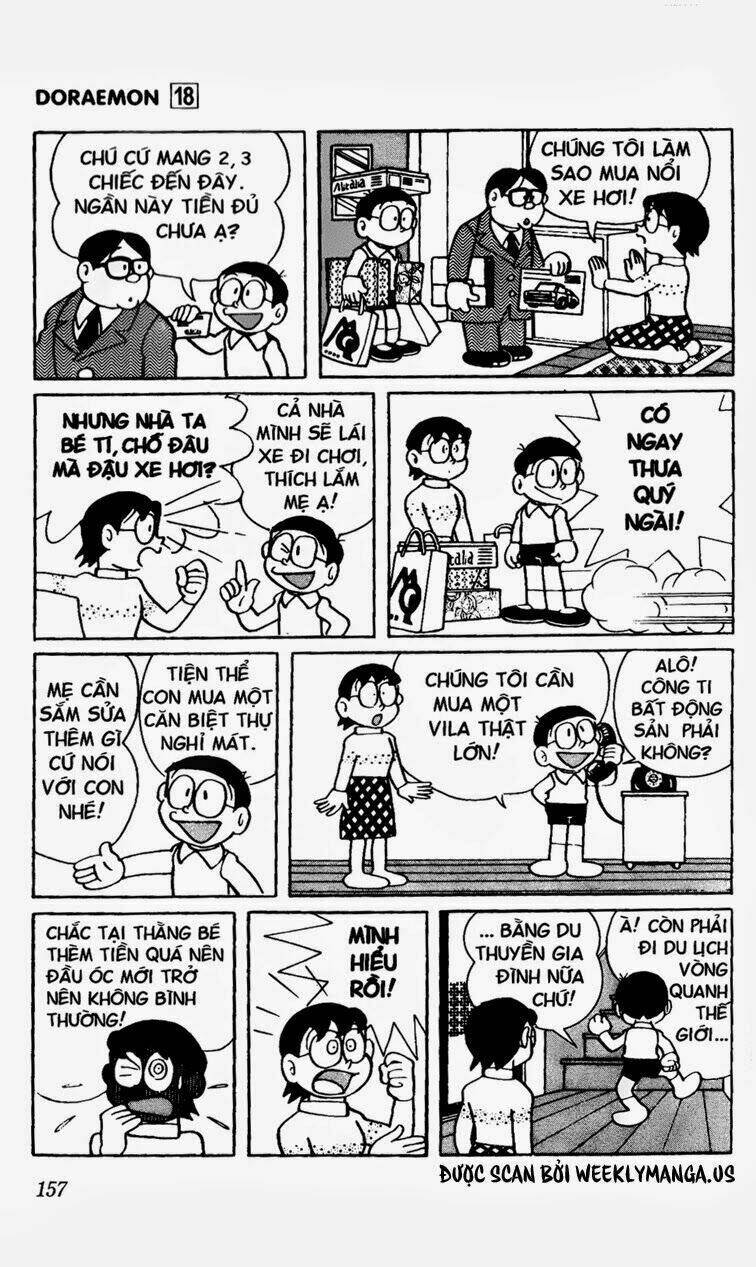 DORAEMON 18
CHÚNG TÔI LÀM
SAO MUA NỔI
XE HƠI!
CHÚ CỨ MANG 2, 3
CHIẾC ĐẾN ĐÂY.
NGẦN NÀY TIỀN ĐỦ
CHƯA Ạ?
CÓ
NGAY
THƯA
QUÝ
NGÀI!
CẢ NHÀ
MÌNH SẼ LÁI
XE ĐI CHƠI,
THÍCH LẮM
MẸ Ạ!
NHƯNG NHÀ TA
BÉ TÍ, CHỖ ĐÂU
MÀ ĐẬU XE HƠI?
ALÔ!
CÔNG TI
BẤT ĐỘNG
SẢN PHẢI
KHÔNG?
CHÚNG TÔI CẦN
MUA MỘT
VILA THẬT
LỚN!
TIỆN THỂ
CON MUA MỘT
CĂN BIỆT THỰ
NGHỈ MÁT.
MẸ CẦN
SẮM SỬA
THÊM GÌ
CỨ NÓI
VỚI CON
NHÉ!
À! CÒN PHẢI
ĐI DU LỊCH
VÒNG
QUANH
THẾ
GIỚI...
... BẰNG DU
THUYỀN GIA
ĐÌNH NỮA
CHỨ!
MÌNH
HIỂU
RỒI!
CHẮC TẠI THẰNG BÉ
THÈM TIỀN QUÁ NÊN
ĐẦU ÓC MỚI TRỞ
NÊN KHÔNG BÌNH
THƯỜNG!
157
ĐƯỢC SCAN BỞI WEEKLYMANGA.US